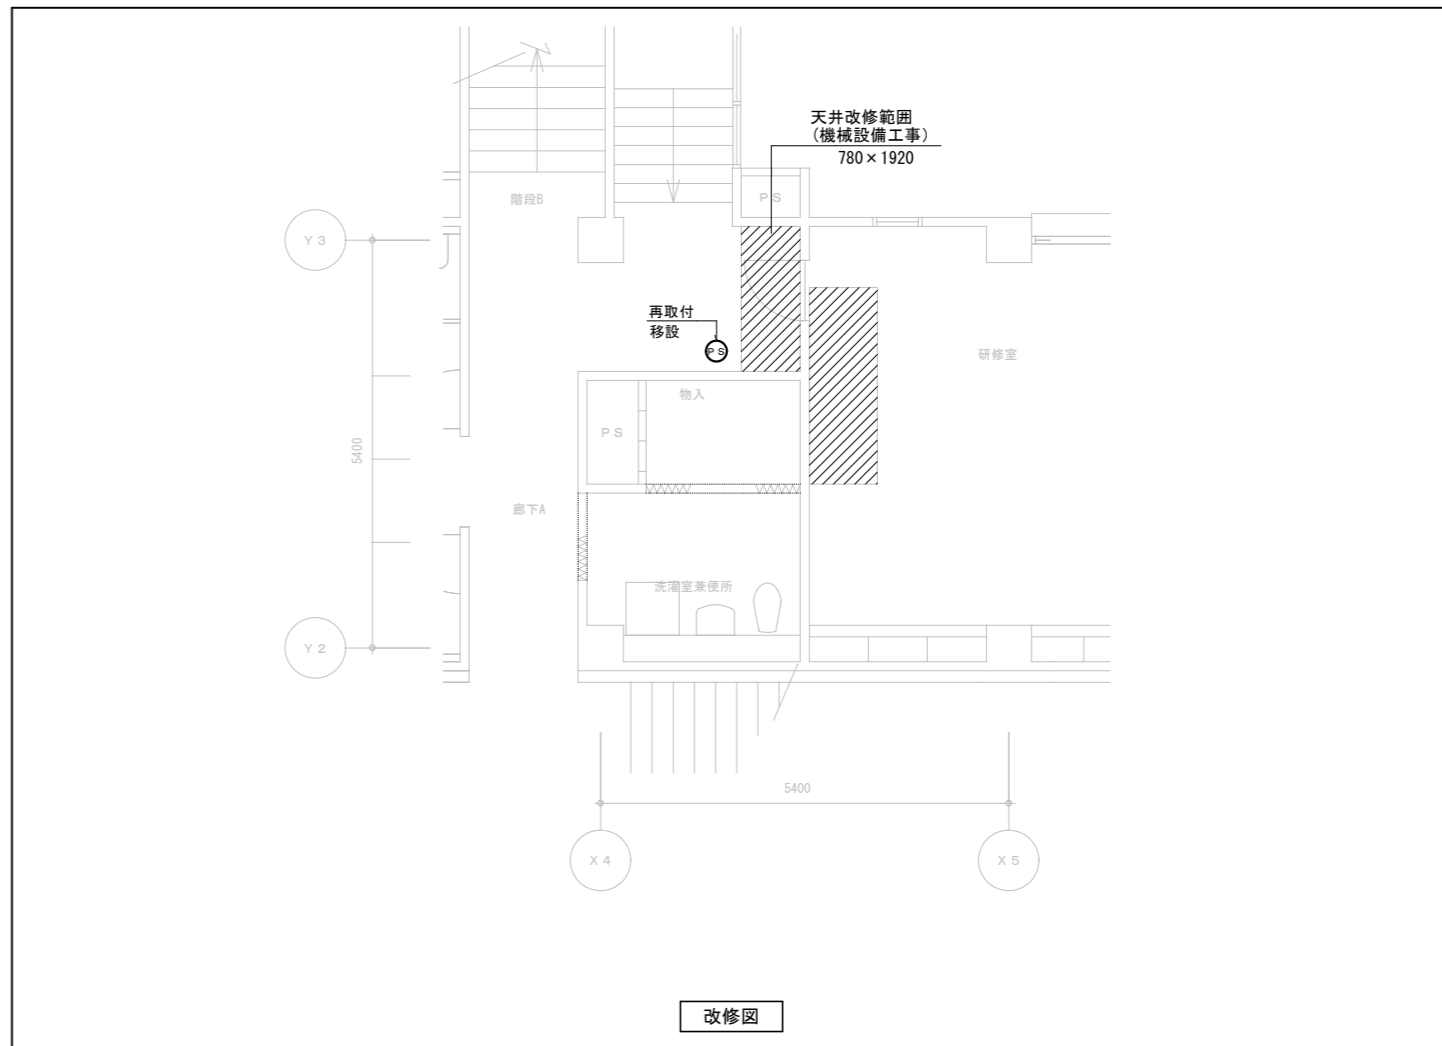 天井改修範囲
(機械設備工事)
780×1920
PS
階段B
Y3
再取付
移設
PS
研修室
物入
PS
5400
廊下A
洗濯室兼便所
Y2
5400
X4
X5
改修図